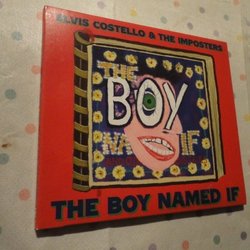 ELVIS COSTELLO & THE IMPOSTERS
THE
BOY
NAMED IF
THE BOY NAMED IF